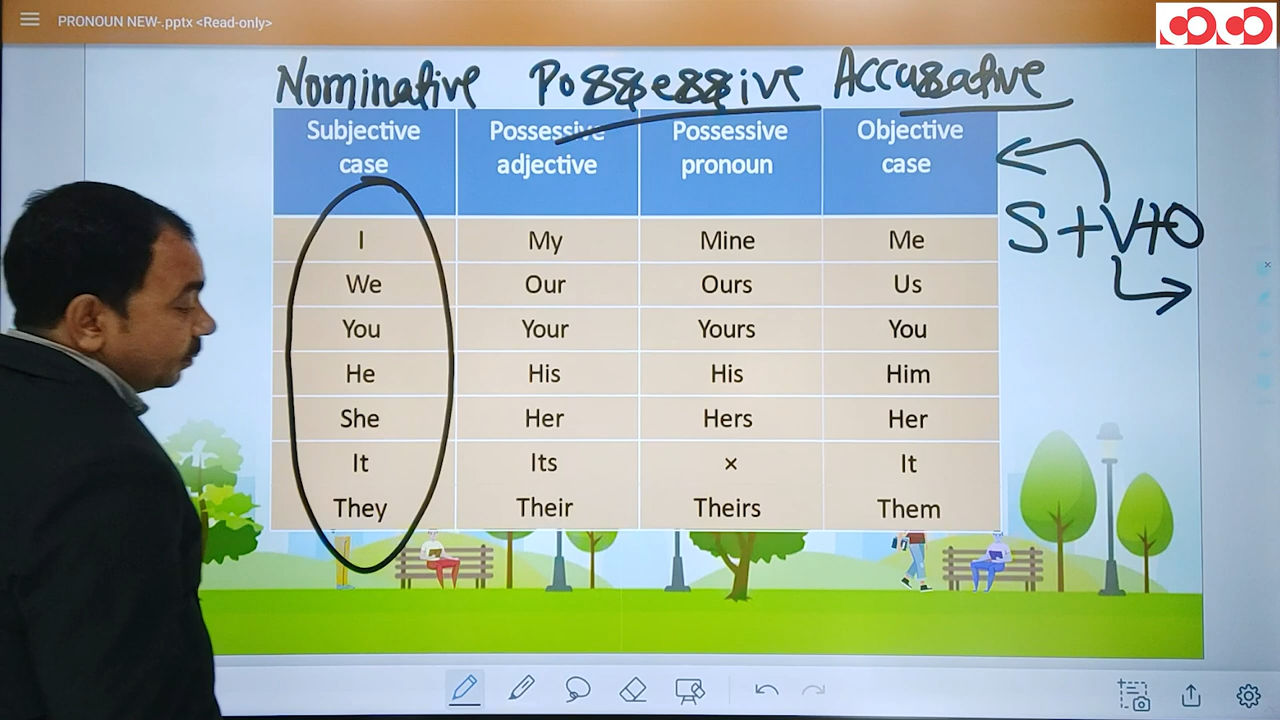 PRONOUN NEW-.pptx <Read-only>
Nominative Possessive Accusative
Subjective case Possessive adjective Possessive pronoun Objective case
S+V+O
I My Mine Me
We Our Ours Us
You Your Yours You
He His His Him
She Her Hers Her
It Its × It
They Their Theirs Them